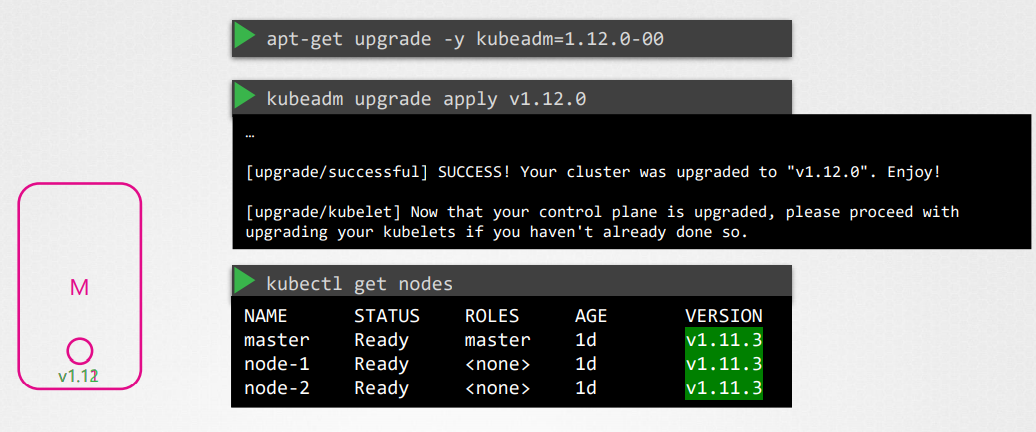 apt-get upgrade -y kubeadm=1.12.0-00
kubeadm upgrade apply v1.12.0
…
[upgrade/successful] SUCCESS! Your cluster was upgraded to "v1.12.0". Enjoy!
[upgrade/kubelet] Now that your control plane is upgraded, please proceed with
upgrading your kubelets if you haven't already done so.
M
kubectl get nodes
NAME STATUS ROLES AGE VERSION
master Ready master 1d v1.11.3
node-1 Ready <none> 1d v1.11.3
node-2 Ready <none> 1d v1.11.3